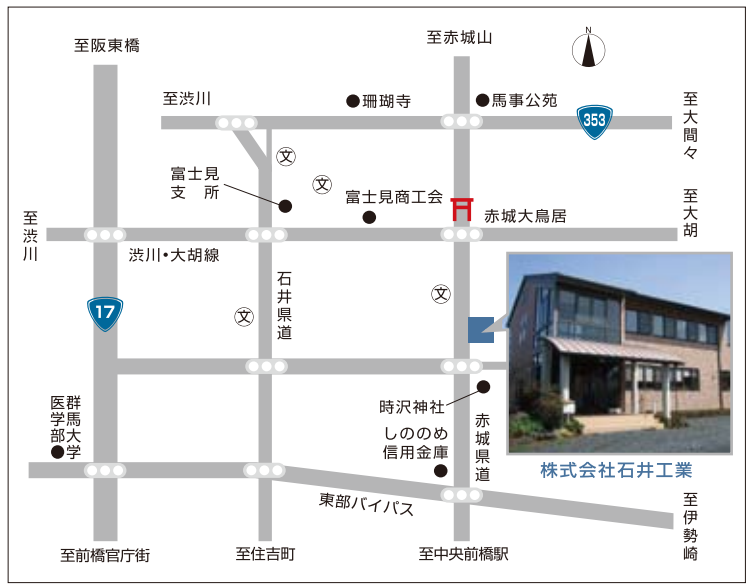 至赤城山
N
至阪東橋
至渋川
珊瑚寺
馬事公苑
至大間々
353
文
富士見
支所
文
富士見商工会
赤城大鳥居
至大胡
至渋川
渋川・大胡線
石井県道
文
17
文
群馬大学
医学部
時沢神社
しののめ
信用金庫
赤城県道
株式会社石井工業
東部バイパス
至伊勢崎
至前橋官庁街
至住吉町
至中央前橋駅